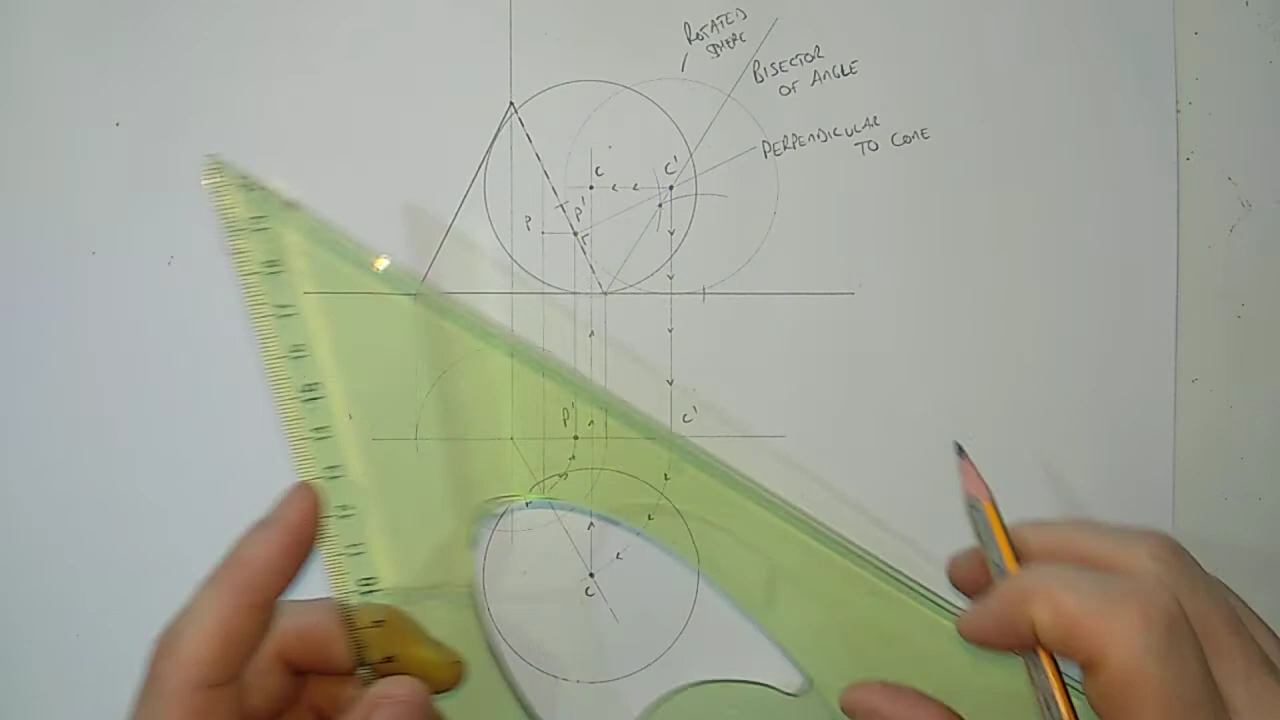 ROTATED
SPHERE
BISECTOR
OF ANGLE
PERPENDICULAR
TO CONE
C
C'
P'
P
P'
C'
P
C